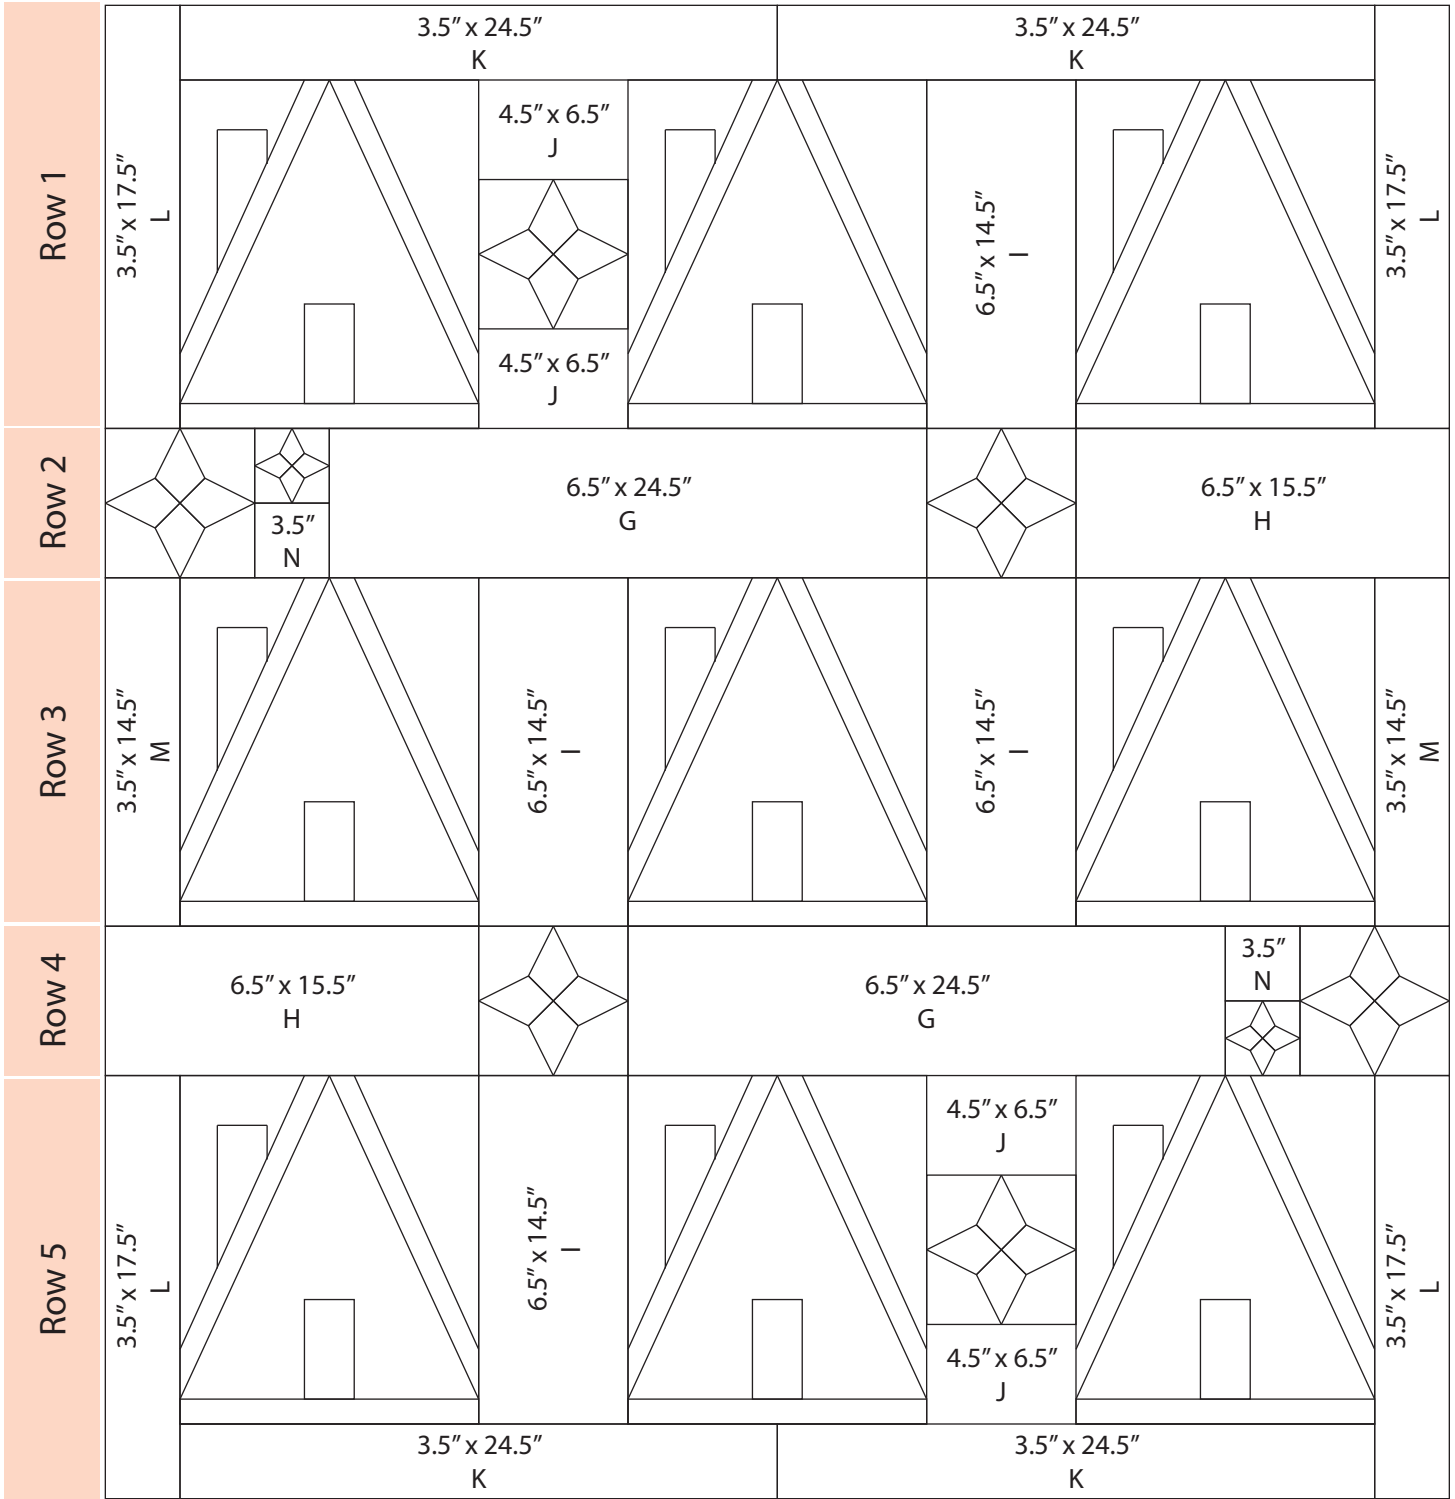 Row 1
3.5” x 24.5”
K
3.5” x 24.5”
K
3.5” x 17.5”
L
4.5” x 6.5”
J
4.5” x 6.5”
J
6.5” x 14.5”
I
3.5” x 17.5”
L
Row 2
3.5”
N
6.5” x 24.5”
G
6.5” x 15.5”
H
Row 3
3.5” x 14.5”
M
6.5” x 14.5”
I
6.5” x 14.5”
I
3.5” x 14.5”
M
Row 4
6.5” x 15.5”
H
6.5” x 24.5”
G
3.5”
N
Row 5
3.5” x 17.5”
L
6.5” x 14.5”
I
4.5” x 6.5”
J
4.5” x 6.5”
J
3.5” x 17.5”
L
3.5” x 24.5”
K
3.5” x 24.5”
K